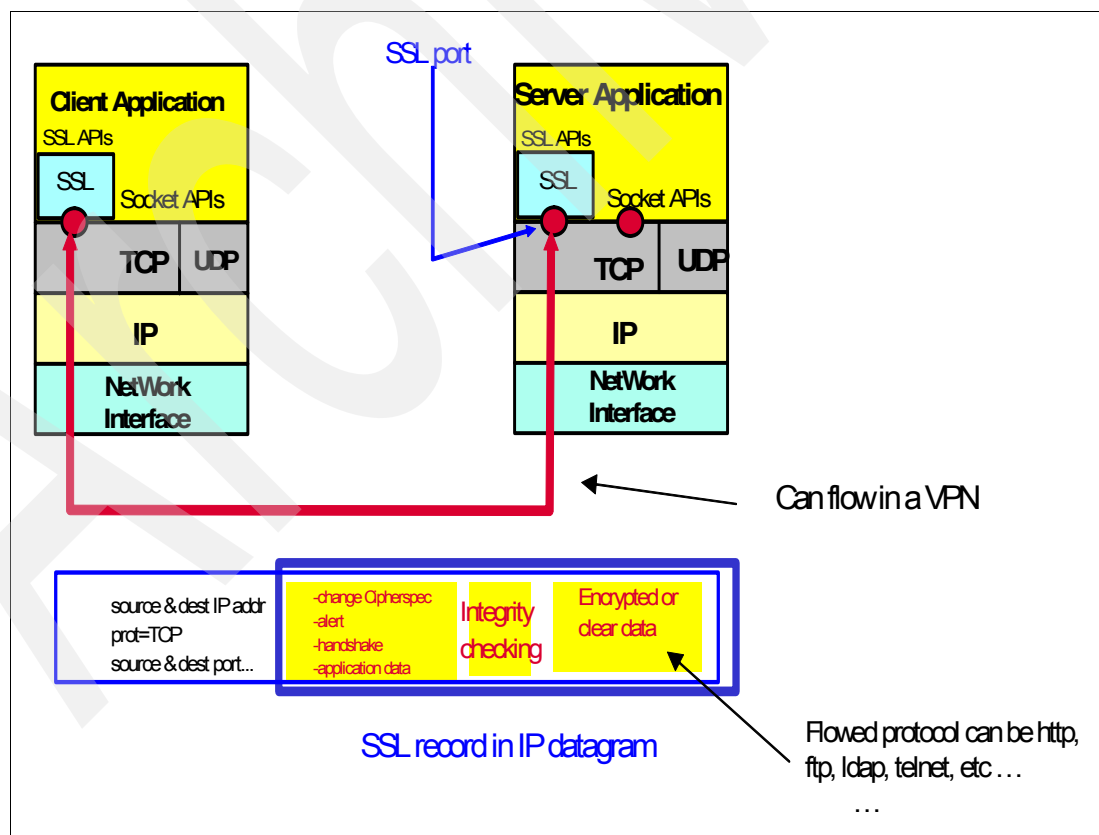 SSL port
Client Application
SSL APIs
SSL
Socket APIs
TCP
UDP
IP
NetWork
Interface
Server Application
SSL APIs
SSL
Socket APIs
TCP
UDP
IP
NetWork
Interface
Can flow in a VPN
source & dest IP addr
prot=TCP
source & dest port...
-change Cipherspec
-alert
-handshake
-application data
Integrity
checking
Encrypted or
clear data
SSL record in IP datagram
Flowed protocol can be http,
ftp, ldap, telnet, etc …
…